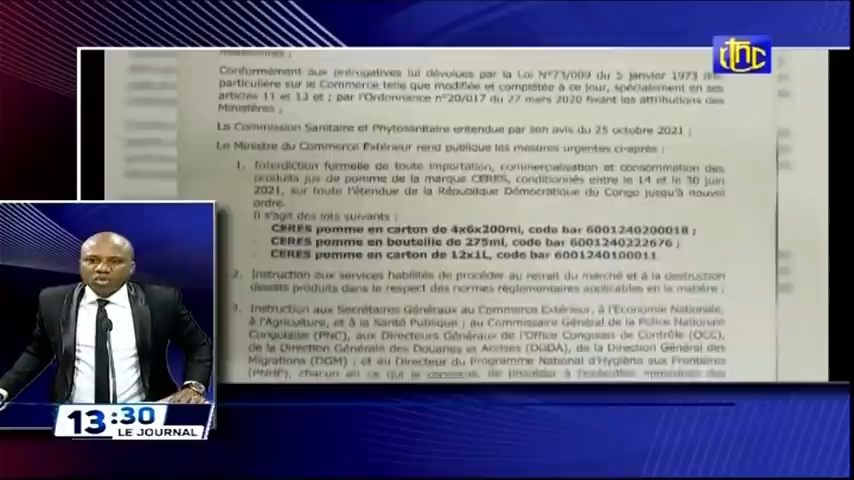 rtnc
Conformément aux prérogatives lui dévolues par la Loi N°73/009 du 5 janvier 1973 en
particulière sur le Commerce telle que modifiée et complétée à ce jour, spécialement en ses
articles 11 et 13 et ; par l'Ordonnance n°20/017 du 27 mars 2020 fixant les attributions des
Ministères ;
La Commission Sanitaire et Phytosanitaire entendue par son avis du 25 octobre 2021 ;
Le Ministre du Commerce Extérieur rend publique les mesures urgentes ci-après :
1. Interdiction formelle de toute importation, commercialisation et consommation des
produits jus de pomme de la marque CERES, conditionnés entre le 14 et le 30 juin
2021, sur toute l'étendue de la République Démocratique du Congo jusqu'à nouvel
ordre.
Il s'agit des lots suivants :
CERES pomme en carton de 4x6x200ml, code bar 6001240200018 ;
CERES pomme en bouteille de 275ml, code bar 6001240222676 ;
CERES pomme en carton de 12x1L, code bar 6001240100011.
2. Instruction aux services habilités de procéder au retrait du marché et à la destruction
desdits produits dans le respect des normes réglementaires applicables en la matière ;
3. Instruction aux Secrétaires Généraux au Commerce Extérieur, à l'Economie Nationale,
à l'Agriculture, et à la Santé Publique ; au Commissaire Général de la Police Nationale
Congolaise (PNC), aux Directeurs Généraux de l'Office Congolais de Contrôle (OCC),
de la Direction Générale des Douanes et Accises (DGDA), de la Direction Général des
Migrations (DGM) ; et au Directeur du Programme National d'Hygiène aux Frontières
(PNHF), chacun en ce qui le concerne, de procéder à l'exécution
13:30
LE JOURNAL